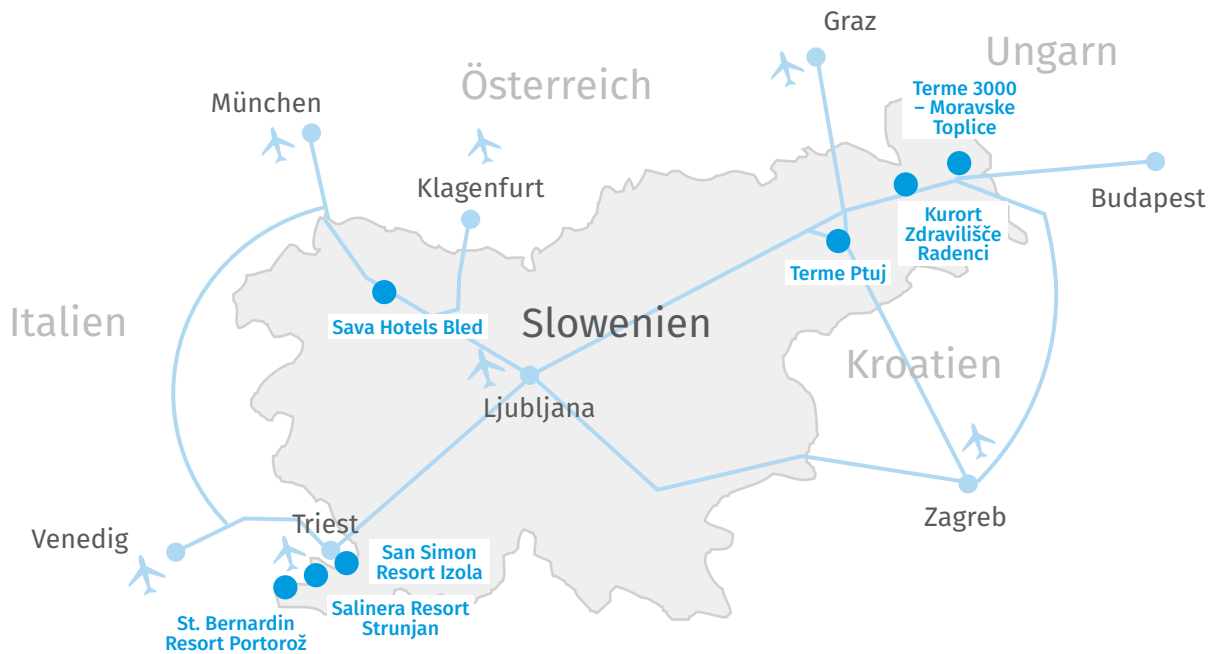 Graz
Ungarn
Österreich
Terme 3000
– Moravske
Toplice
München
Klagenfurt
Budapest
Kurort
Zdravilišče
Radenci
Terme Ptuj
Italien
Sava Hotels Bled
Slowenien
Kroatien
Ljubljana
Zagreb
Venedig
Triest
San Simon
Resort Izola
Salinera Resort
Strunjan
St. Bernardin
Resort Portorož